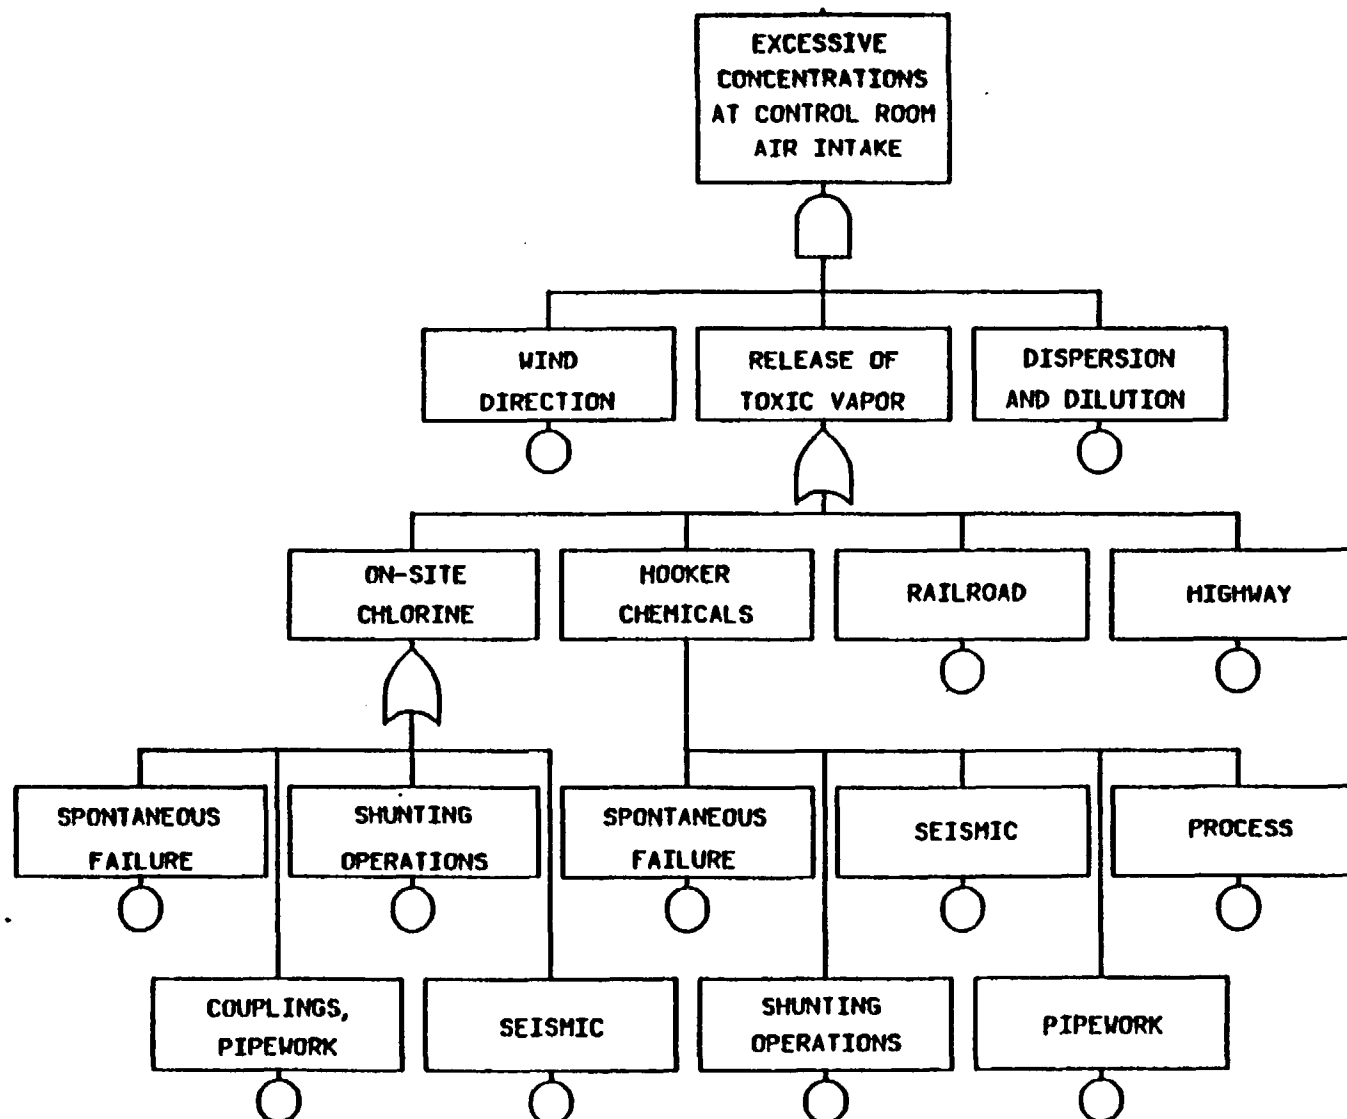 EXCESSIVE
CONCENTRATIONS
AT CONTROL ROOM
AIR INTAKE
WIND
DIRECTION
RELEASE OF
TOXIC VAPOR
DISPERSION
AND DILUTION
ON-SITE
CHLORINE
HOOKER
CHEMICALS
RAILROAD
HIGHWAY
SPONTANEOUS
FAILURE
SHUNTING
OPERATIONS
SPONTANEOUS
FAILURE
SEISMIC
PROCESS
COUPLINGS,
PIPEWORK
SEISMIC
SHUNTING
OPERATIONS
PIPEWORK